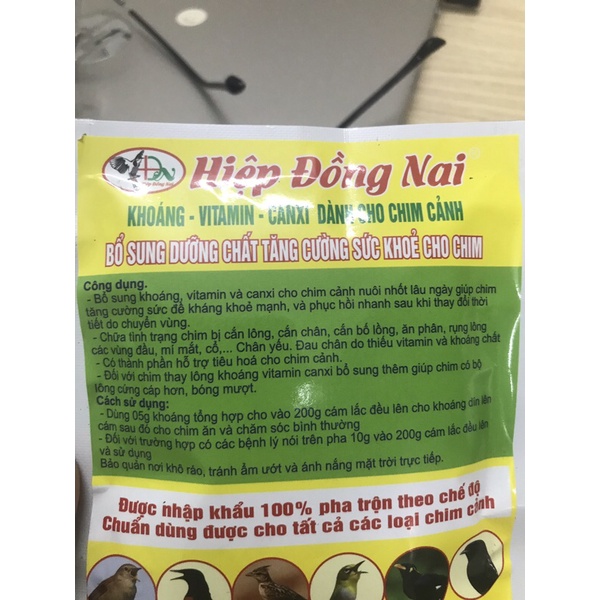 Hiệp Đồng Nai
Hiệp Đồng Nai
KHOÁNG - VITAMIN - CANXI DÀNH CHO CHIM CẢNH
BỔ SUNG DƯỠNG CHẤT TĂNG CƯỜNG SỨC KHOẺ CHO CHIM
Công dụng.
- Bổ sung khoáng, vitamin và canxi cho chim cảnh nuôi nhốt lâu ngày giúp chim
tăng cường sức đề kháng khoẻ mạnh, và phục hồi nhanh sau khi thay đổi thời
tiết do chuyển vùng.
- Chữa tình trạng chim bị cắn lông, cắn chân, cắn bố lồng, ăn phân, rụng lông
các vùng đầu, mí mắt, cổ,... Chân yếu. Đau chân do thiếu vitamin và khoáng chất
- Có thành phần hỗ trợ tiêu hoá cho chim cảnh.
- Đối với chim thay lông khoáng vitamin canxi bổ sung thêm giúp chim có bộ
lông cứng cáp hơn, bóng mượt.
Cách sử dụng:
- Dùng 05g khoáng tổng hợp cho vào 200g cám lắc đều lên cho khoáng dín lên
cám sau đó cho chim ăn và chăm sóc bình thường
- Đối với trường hợp có các bệnh lý nói trên pha 10g vào 200g cám lắc đều lên
và sử dụng
Bảo quản nơi khô ráo, tránh ẩm ướt và ánh nắng mặt trời trực tiếp.
Được nhập khẩu 100% pha trộn theo chế độ
Chuẩn dùng được cho tất cả các loại chim cảnh